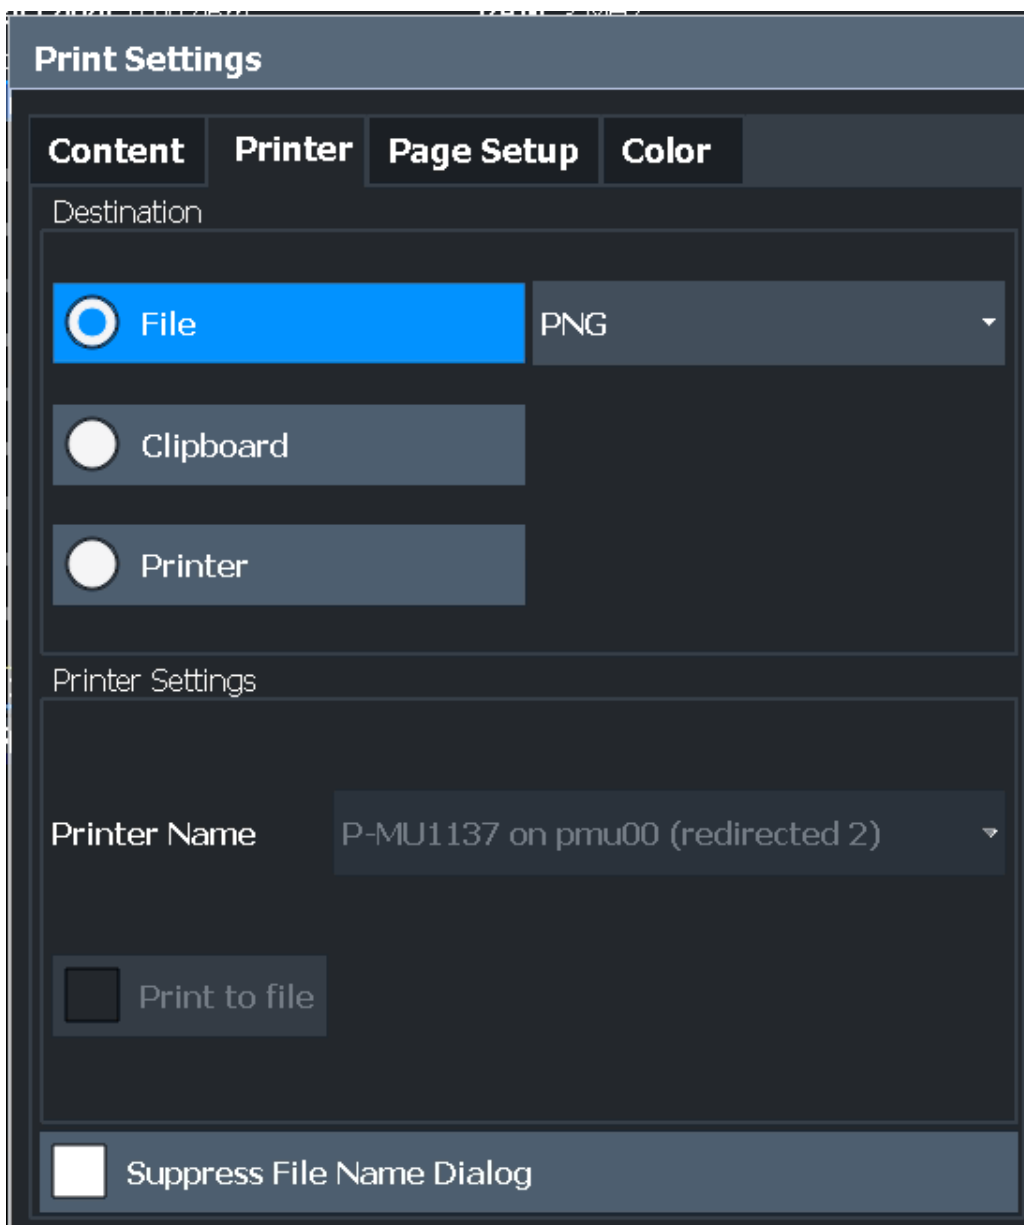 Print Settings
Content Printer Page Setup Color
Destination
File PNG
Clipboard
Printer
Printer Settings
Printer Name P-MU1137 on pmu00 (redirected 2)
Print to file
Suppress File Name Dialog